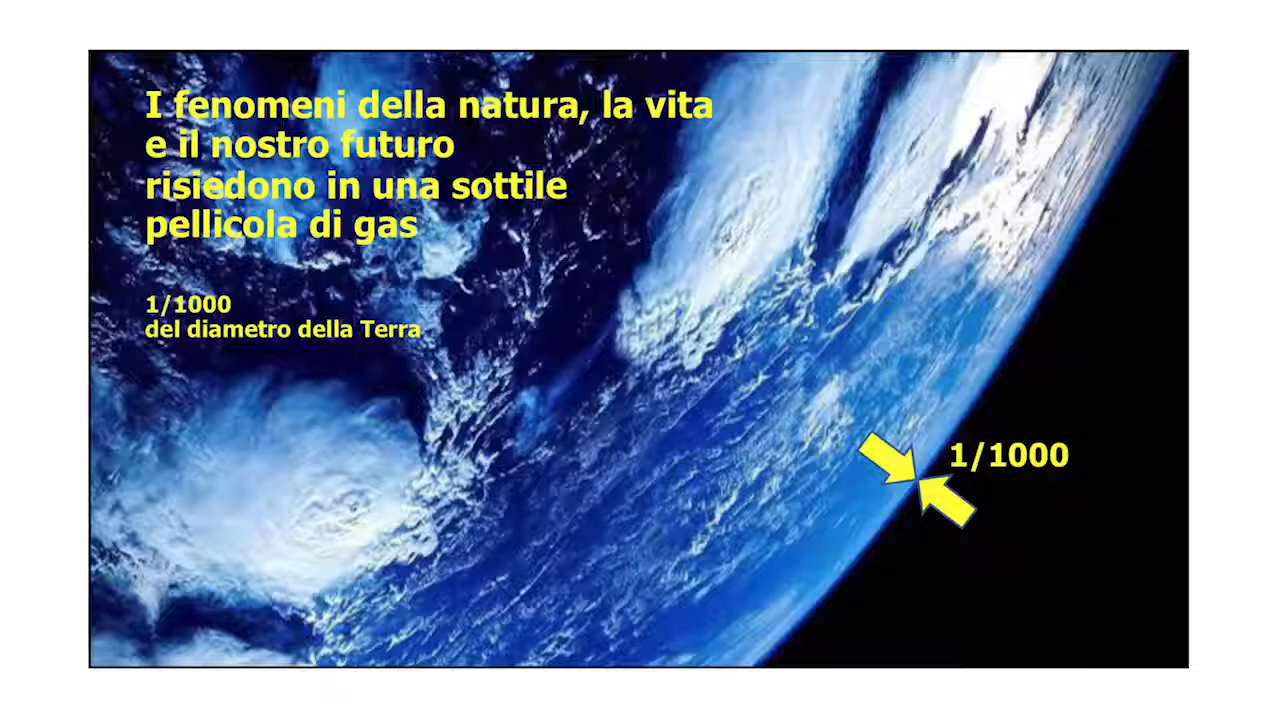 I fenomeni della natura, la vita
e il nostro futuro
risiedono in una sottile
pellicola di gas
1/1000
del diametro della Terra
1/1000